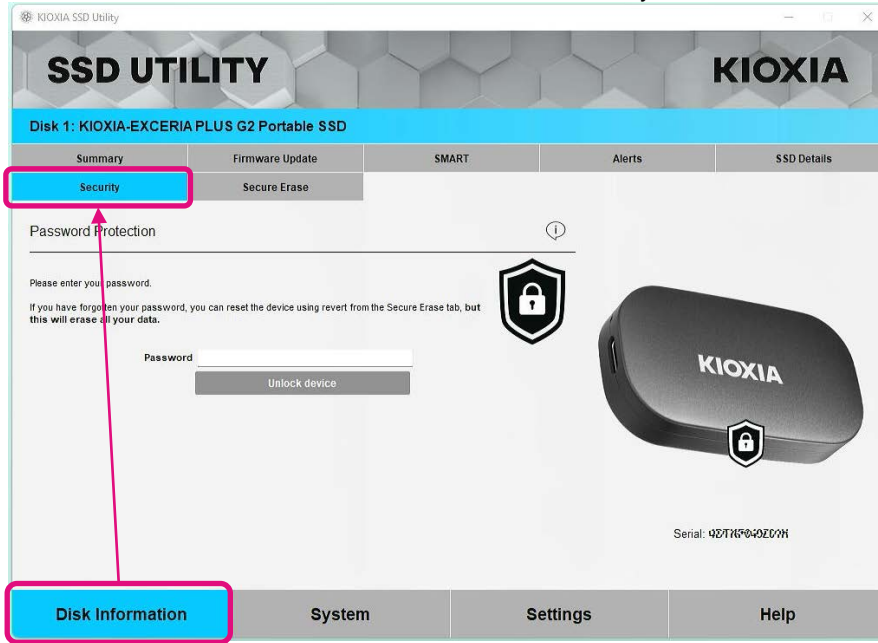 KIOXIA SSD Utility
SSD UTILITY
KIOXIA
Disk 1: KIOXIA-EXCERIA PLUS G2 Portable SSD
Summary
Firmware Update
SMART
Alerts
SSD Details
Security
Secure Erase
Password Protection
Please enter your password.
If you have forgotten your password, you can reset the device using revert from the Secure Erase tab, but
this will erase all your data.
Password
Unlock device
KIOXIA
Serial:
Disk Information
System
Settings
Help